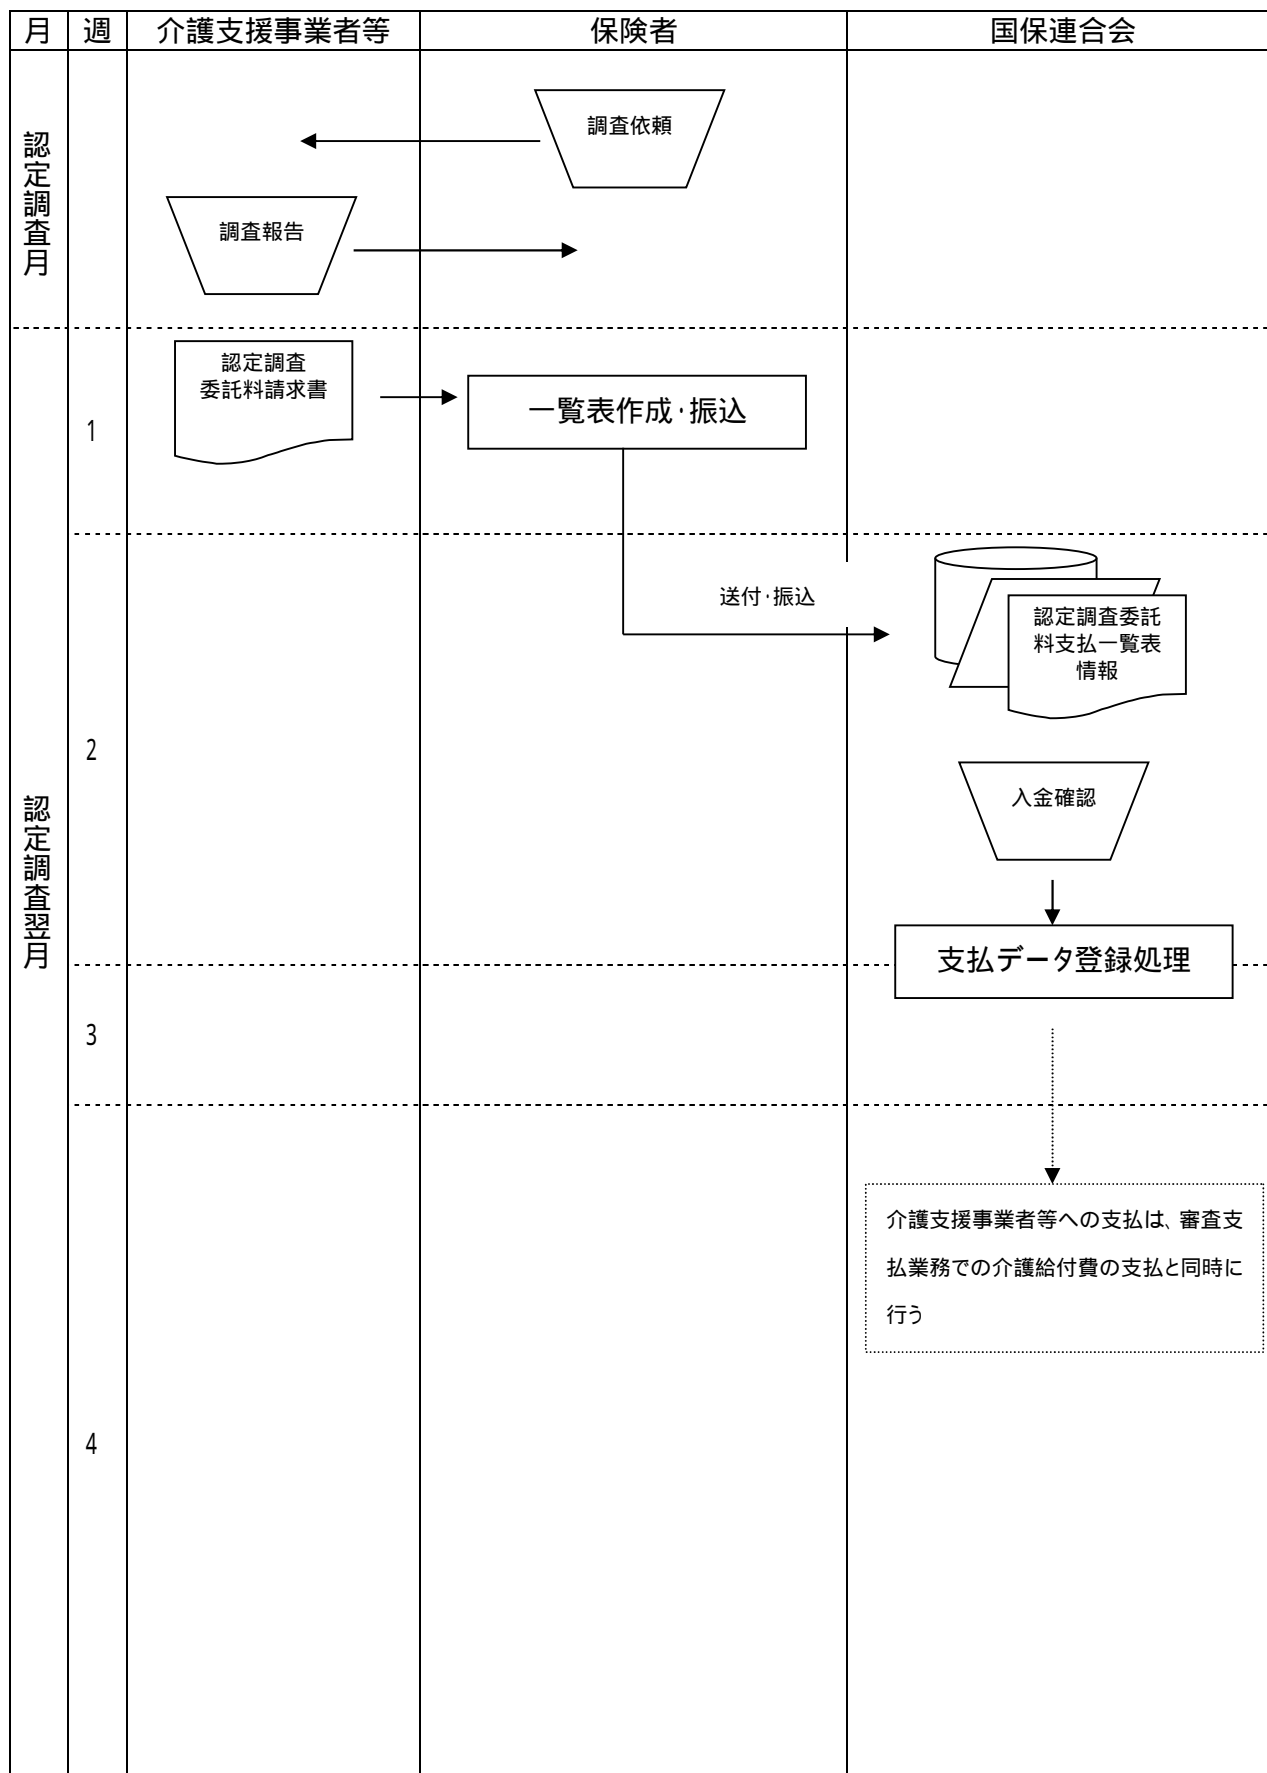 月 週 介護支援事業者等 保険者 国保連合会
認定調査月
調査依頼
調査報告
認定調査翌月
1
認定調査
委託料請求書
一覧表作成・振込
2
送付・振込
認定調査委託
料支払一覧表
情報
入金確認
支払データ登録処理
3
4
介護支援事業者等への支払は、審査支
払業務での介護給付費の支払と同時に
行う